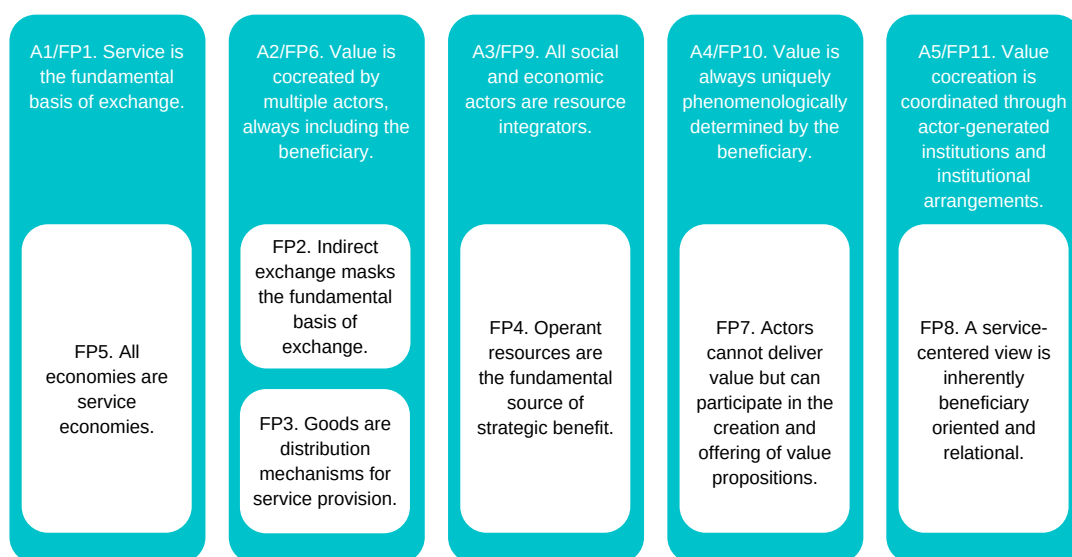 A1/FP1. Service is
the fundamental
basis of exchange.
FP5. All
economies are
service
economies.
A2/FP6. Value is
cocreated by
multiple actors,
always including the
beneficiary.
FP2. Indirect
exchange masks
the fundamental
basis of
exchange.
FP3. Goods are
distribution
mechanisms for
service provision.
A3/FP9. All social
and economic
actors are resource
integrators.
FP4. Operant
resources are
the fundamental
source of
strategic benefit.
A4/FP10. Value is
always uniquely
phenomenologically
determined by the
beneficiary.
FP7. Actors
cannot deliver
value but can
participate in the
creation and
offering of value
propositions.
A5/FP11. Value
cocreation is
coordinated through
actor-generated
institutions and
institutional
arrangements.
FP8. A service-
centered view is
inherently
beneficiary
oriented and
relational.